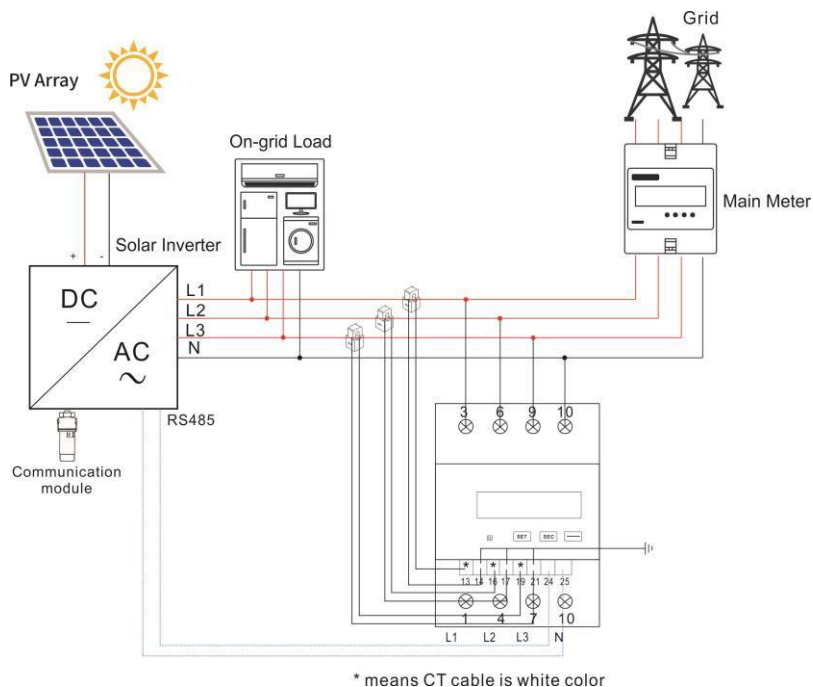 Grid
PV Array
On-grid Load
Main Meter
Solar Inverter
+ -
DC
AC
L1
L2
L3
N
RS485
Communication
module
3 6 9 10
SET SEC
* * *
13 14 16 17 19 21 24 25
1 4 7 10
L1 L2 L3 N
* means CT cable is white color